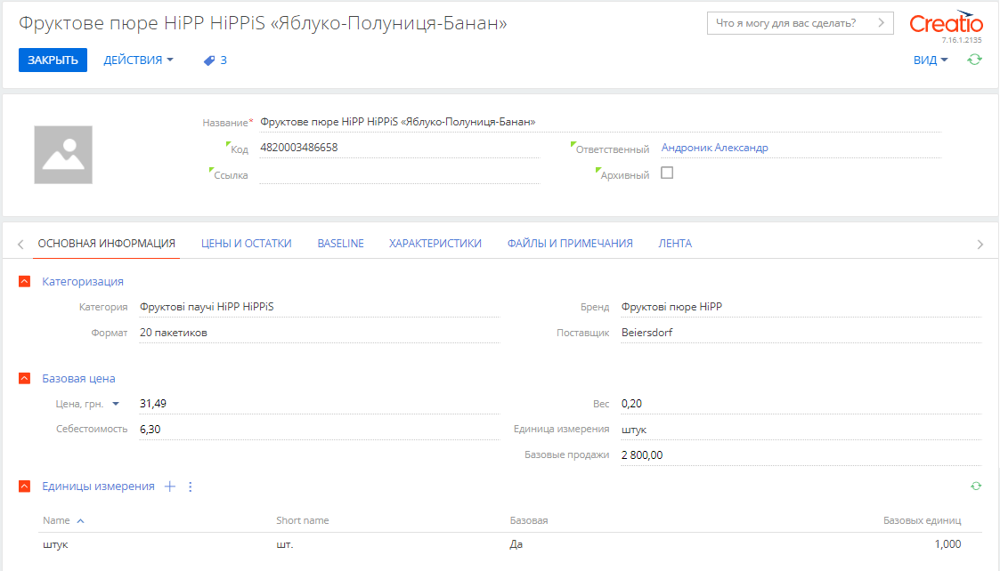 Фруктове пюре HiPP HiPPiS «Яблуко-Полуниця-Банан»
Что я могу для вас сделать?
Creatio
7.16.1.2135
ЗАКРЫТЬ ДЕЙСТВИЯ 3 ВИД
Название* Фруктове пюре HiPP HiPPiS «Яблуко-Полуниця-Банан»
Код 4820003486658 Ответственный Андроник Александр
Ссылка Архивный
ОСНОВНАЯ ИНФОРМАЦИЯ ЦЕНЫ И ОСТАТКИ BASELINE ХАРАКТЕРИСТИКИ ФАЙЛЫ И ПРИМЕЧАНИЯ ЛЕНТА
Категоризация
Категория Фруктові паучі HiPP HiPPiS Бренд Фруктові пюре HiPP
Формат 20 пакетиков Поставщик Beiersdorf
Базовая цена
Цена, грн. 31,49 Вес 0,20
Себестоимость 6,30 Единица измерения штук
Базовые продажи 2 800,00
Единицы измерения
Name Short name Базовая Базовых единиц
штук шт. Да 1,000